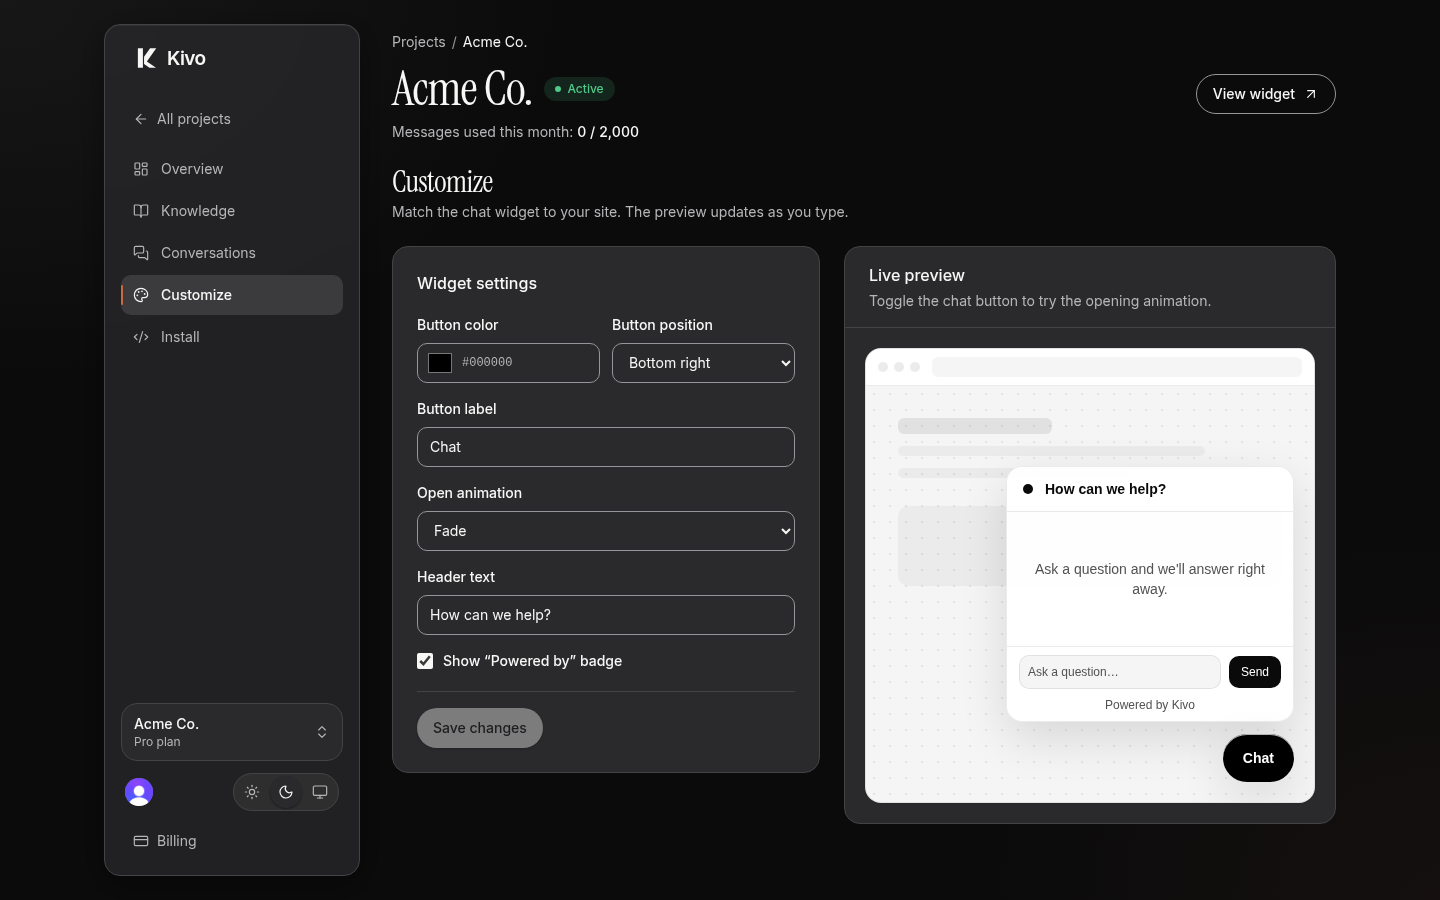 Kivo
All projects
Overview
Knowledge
Conversations
Customize
Install
Acme Co.
Pro plan
Billing
Projects / Acme Co.
Acme Co.
Active
Messages used this month: 0 / 2,000
View widget
Customize
Match the chat widget to your site. The preview updates as you type.
Widget settings
Button color
Button position
#000000
Bottom right
Button label
Chat
Open animation
Fade
Header text
How can we help?
Show “Powered by” badge
Save changes
Live preview
Toggle the chat button to try the opening animation.
How can we help?
Ask a question and we'll answer right
away.
Ask a question…
Send
Powered by Kivo
Chat